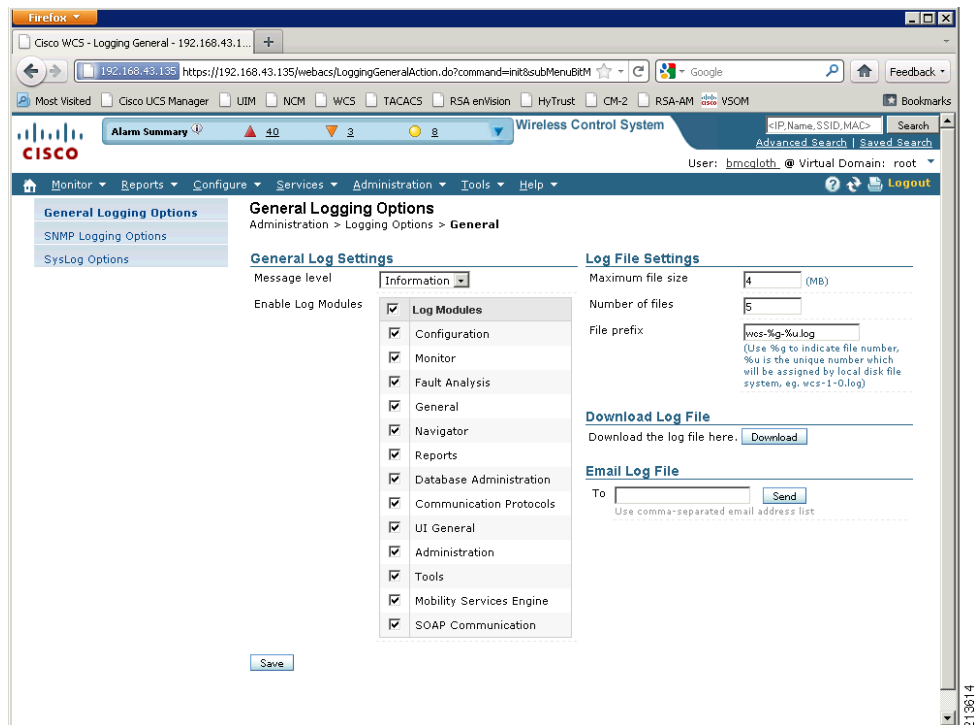 Firefox
Cisco WCS - Logging General - 192.168.43.1...
192.168.43.135 https://192.168.43.135/webacs/LoggingGeneralAction.do?command=init&subMenuBitM
Google
Feedback
Most Visited Cisco UCS Manager UIM NCM WCS TACACS RSA enVision HyTrust CM-2 RSA-AM VSOM Bookmarks
CISCO
Alarm Summary 40 3 8
Wireless Control System
<IP,Name,SSID,MAC> Search
Advanced Search | Saved Search
User: bmcgloth @ Virtual Domain: root
Monitor Reports Configure Services Administration Tools Help Logout
General Logging Options
SNMP Logging Options
SysLog Options
General Logging Options
Administration > Logging Options > General
General Log Settings
Message level Information
Enable Log Modules
Log Modules
Configuration
Monitor
Fault Analysis
General
Navigator
Reports
Database Administration
Communication Protocols
UI General
Administration
Tools
Mobility Services Engine
SOAP Communication
Save
Log File Settings
Maximum file size 4 (MB)
Number of files 5
File prefix wcs-%g-%u.log
(Use %g to indicate file number,
%u is the unique number which
will be assigned by local disk file
system, eg. wcs-1-0.log)
Download Log File
Download the log file here. Download
Email Log File
To Send
Use comma-separated email address list
213614